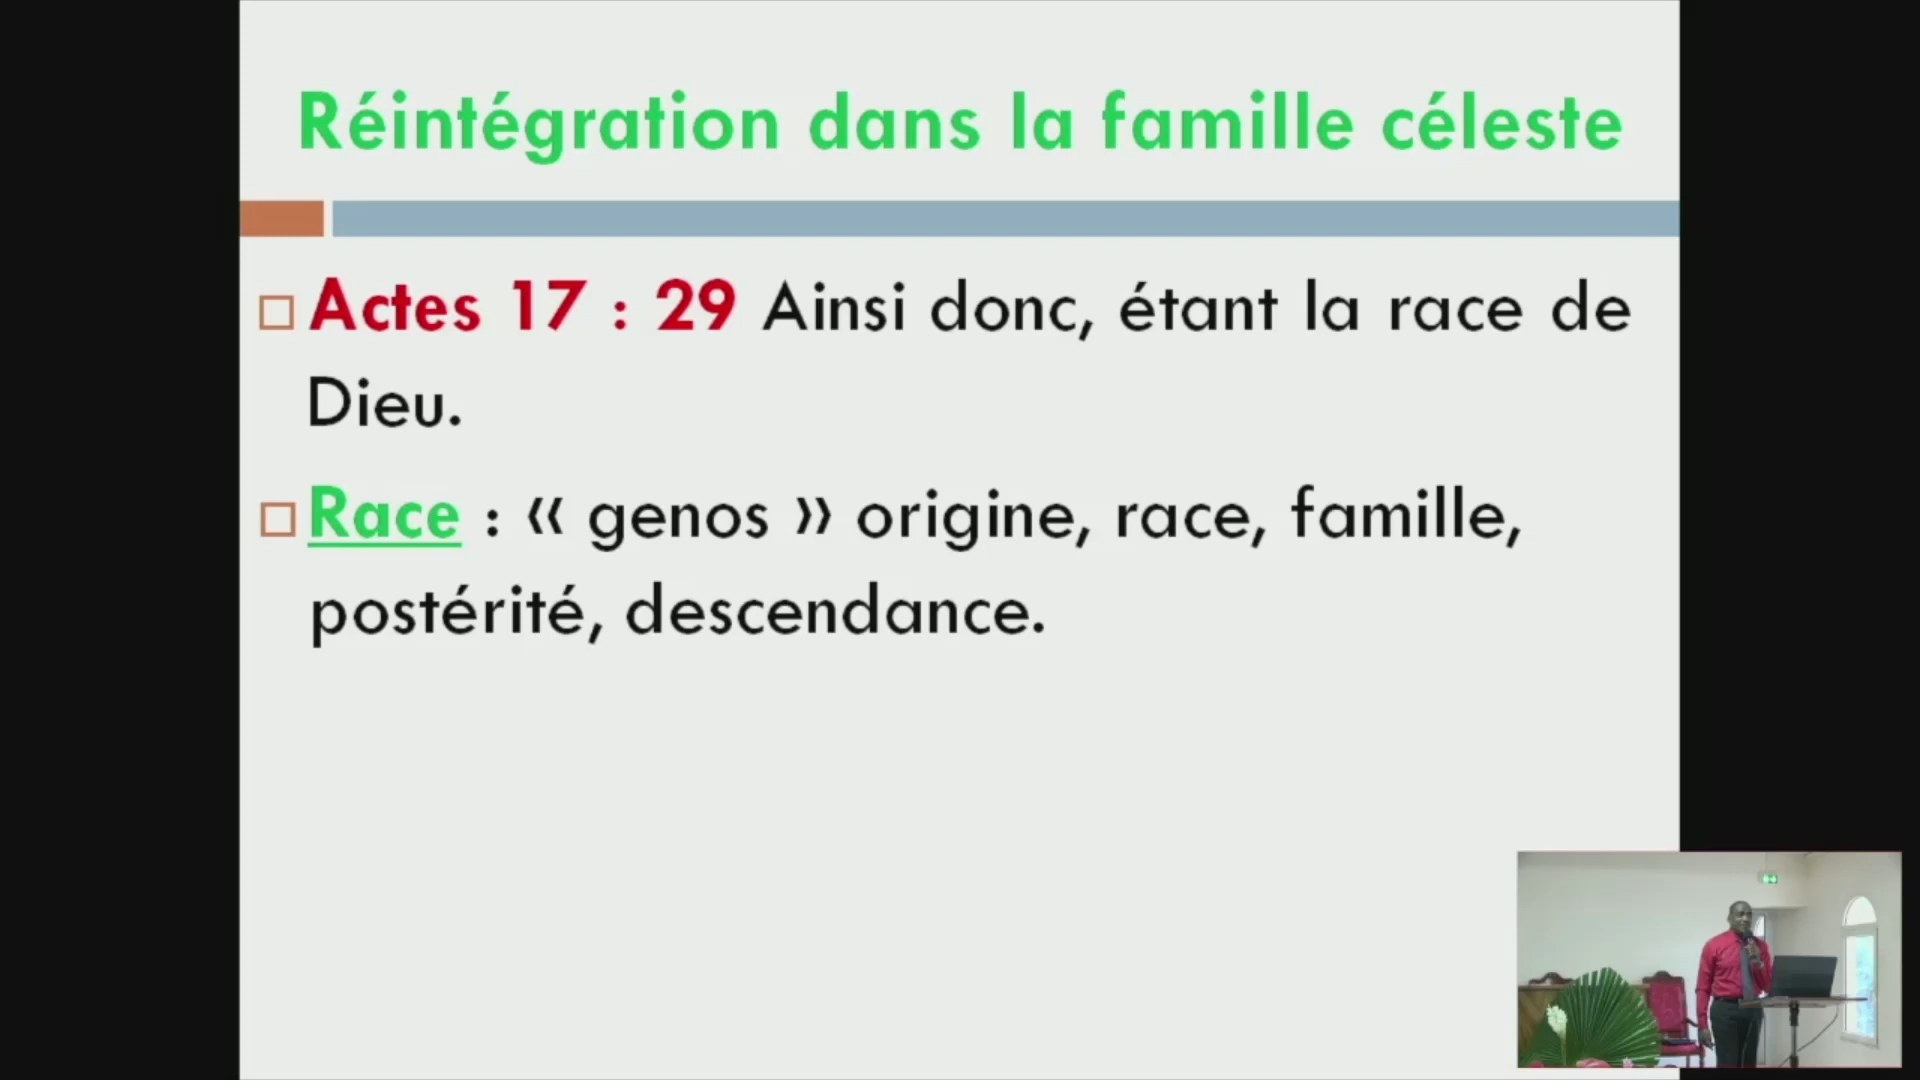 Réintégration dans la famille céleste
Actes 17 : 29 Ainsi donc, étant la race de
Dieu.
Race : « genos » origine, race, famille,
postérité, descendance.